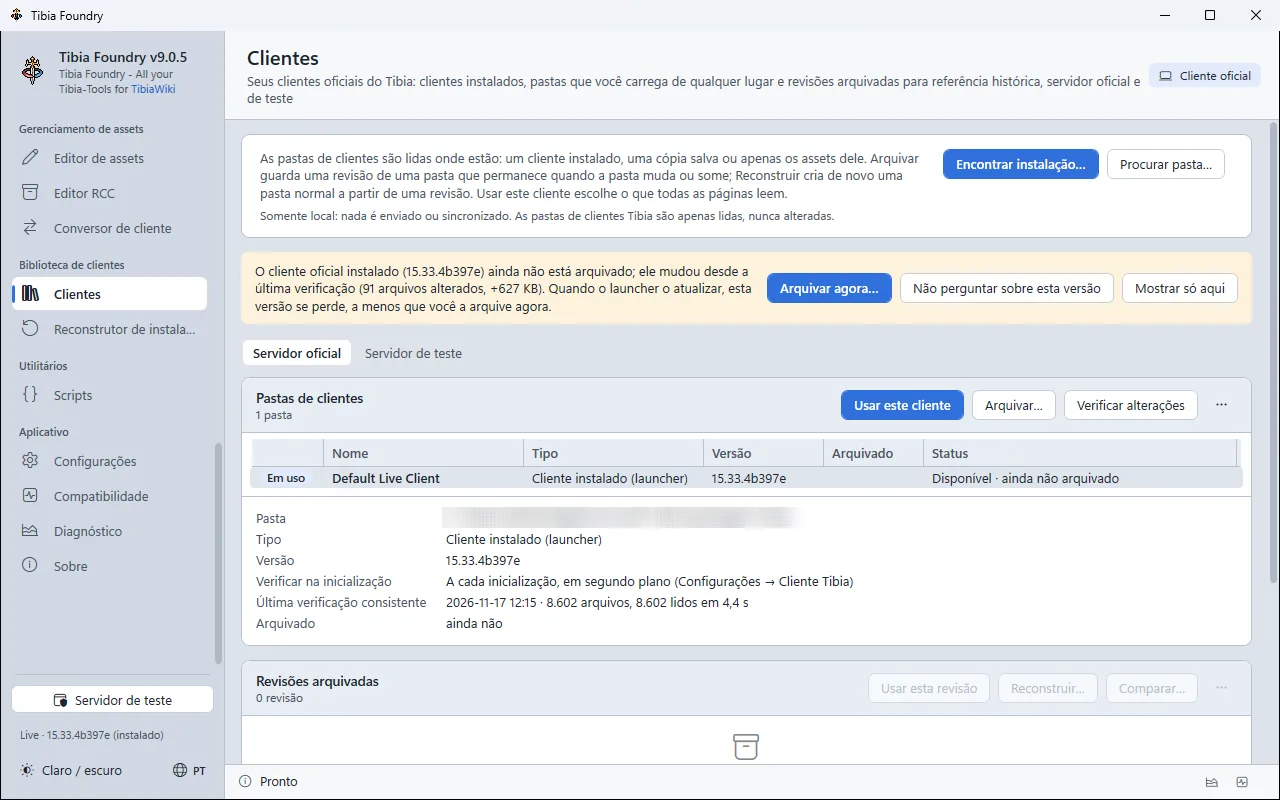 Tibia Foundry
Tibia Foundry v9.0.5
Tibia Foundry - All your
Tibia-Tools for TibiaWiki
Gerenciamento de assets
Editor de assets
Editor RCC
Conversor de cliente
Biblioteca de clientes
Clientes
Reconstrutor de instala...
Utilitários
Scripts
Aplicativo
Configurações
Compatibilidade
Diagnóstico
Sobre
Servidor de teste
Live · 15.33.4b397e (instalado)
Claro / escuro
PT
Clientes
Seus clientes oficiais do Tibia: clientes instalados, pastas que você carrega de qualquer lugar e revisões arquivadas para referência histórica, servidor oficial e
de teste
Cliente oficial
As pastas de clientes são lidas onde estão: um cliente instalado, uma cópia salva ou apenas os assets dele. Arquivar
guarda uma revisão de uma pasta que permanece quando a pasta muda ou some; Reconstruir cria de novo uma
pasta normal a partir de uma revisão. Usar este cliente escolhe o que todas as páginas leem.
Somente local: nada é enviado ou sincronizado. As pastas de clientes Tibia são apenas lidas, nunca alteradas.
Encontrar instalação...
Procurar pasta...
O cliente oficial instalado (15.33.4b397e) ainda não está arquivado; ele mudou desde a
última verificação (91 arquivos alterados, +627 KB). Quando o launcher o atualizar, esta
versão se perde, a menos que você a arquive agora.
Arquivar agora...
Não perguntar sobre esta versão
Mostrar só aqui
Servidor oficial
Servidor de teste
Pastas de clientes
1 pasta
Usar este cliente
Arquivar...
Verificar alterações
Nome
Tipo
Versão
Arquivado
Status
Em uso
Default Live Client
Cliente instalado (launcher)
15.33.4b397e
Disponível · ainda não arquivado
Pasta
Tipo
Cliente instalado (launcher)
Versão
15.33.4b397e
Verificar na inicialização
A cada inicialização, em segundo plano (Configurações → Cliente Tibia)
Última verificação consistente
2026-11-17 12:15 · 8.602 arquivos, 8.602 lidos em 4,4 s
Arquivado
ainda não
Revisões arquivadas
0 revisão
Usar esta revisão
Reconstruir...
Comparar...
Pronto